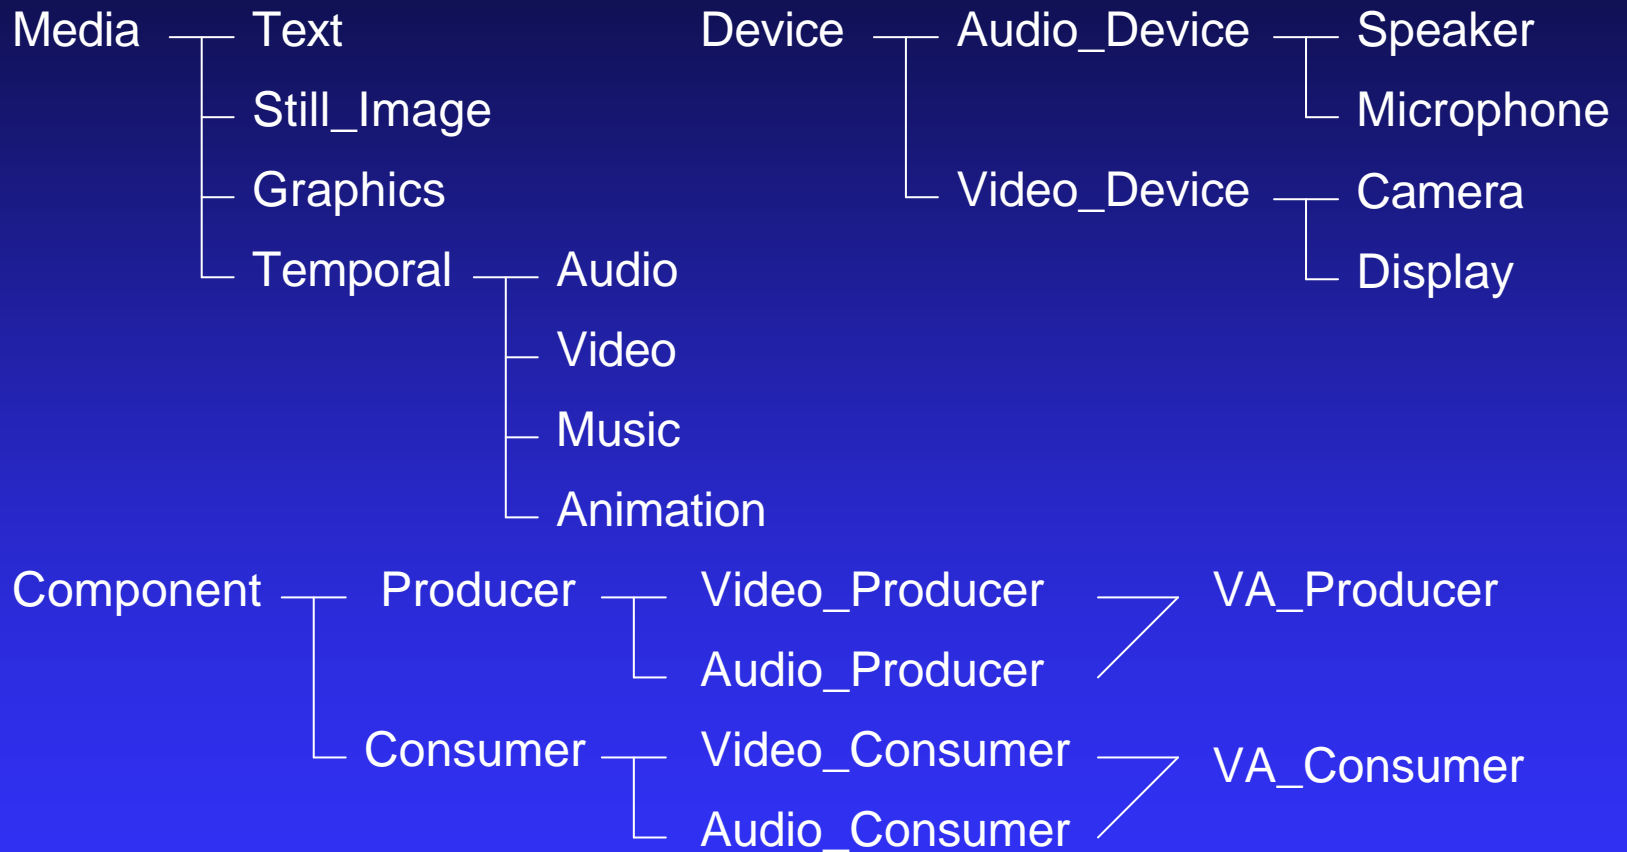 Media Text Device Audio_Device Speaker
Still_Image Microphone
Graphics Video_Device Camera
Temporal Audio Display
Video
Music
Animation
Component Producer Video_Producer VA_Producer
Audio_Producer
Consumer Video_Consumer VA_Consumer
Audio_Consumer